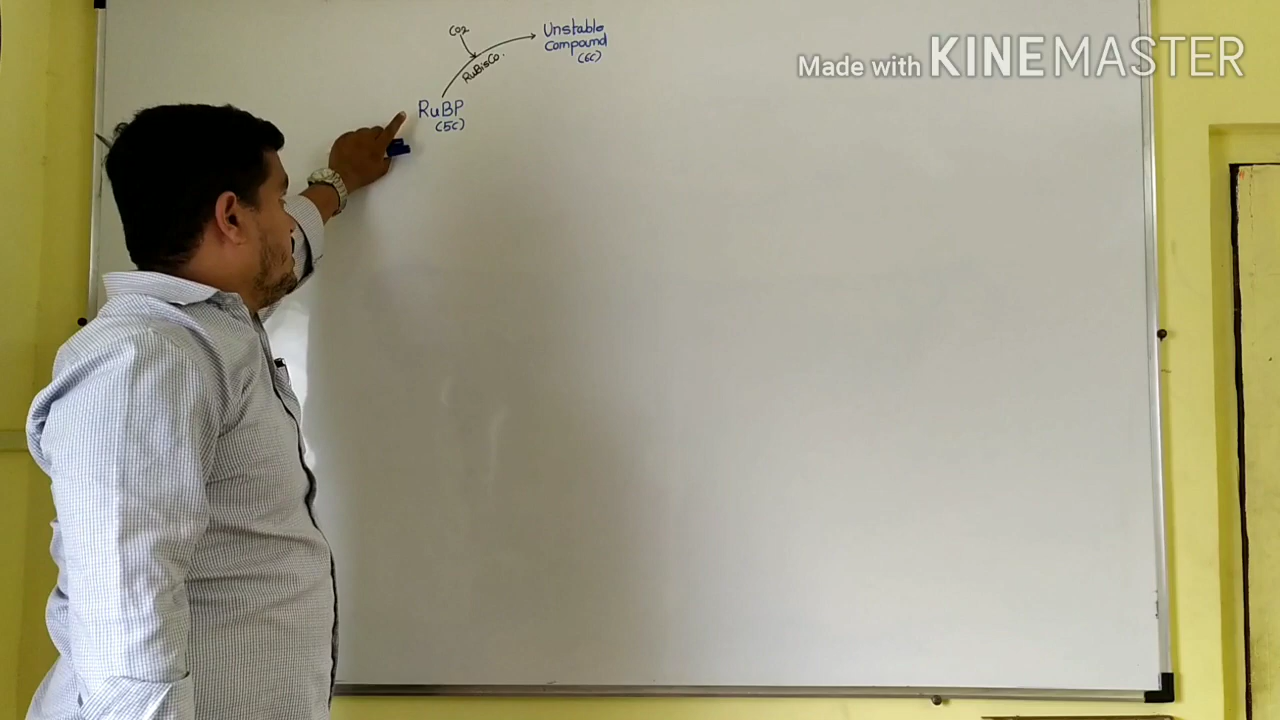 CO2
Unstable
Compound
(6C)
RuBisCo
RuBP
(5C)
Made with KINEMASTER